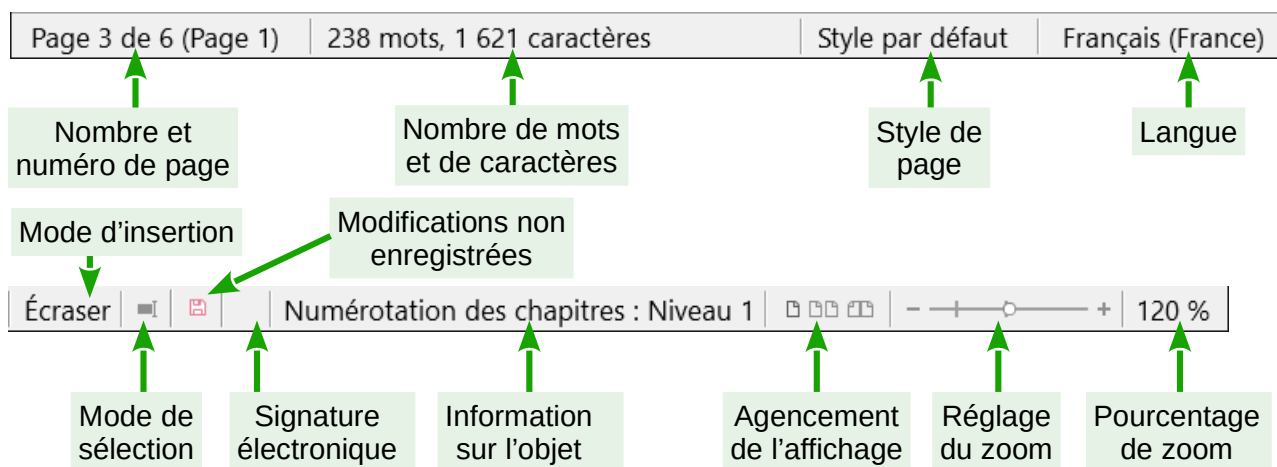 Page 3 de 6 (Page 1) 238 mots, 1 621 caractères Style par défaut Français (France)
Nombre et
numéro de page
Nombre de mots
et de caractères
Style de
page
Langue
Mode d’insertion
Modifications non
enregistrées
Écraser Numérotation des chapitres : Niveau 1 120 %
Mode de
sélection
Signature
électronique
Information
sur l’objet
Agencement
de l’affichage
Réglage
du zoom
Pourcentage
de zoom